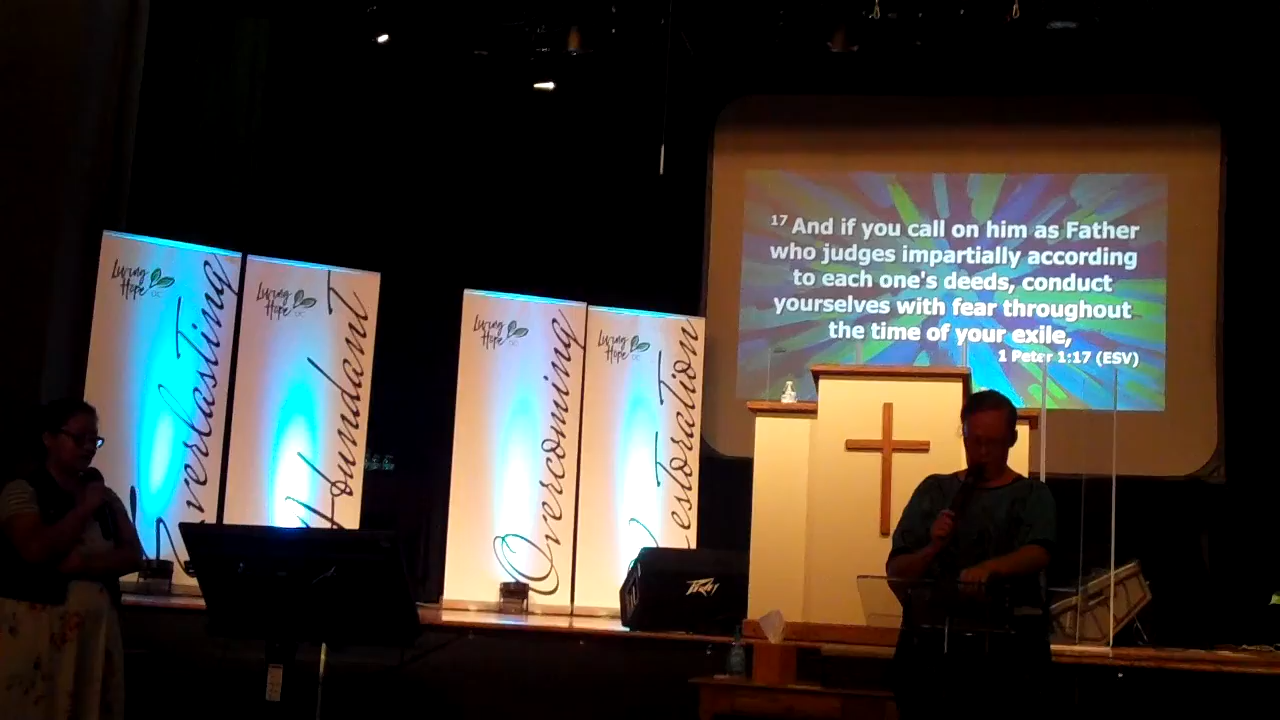 Living
Hope
Everlasting
Living
Hope
Abundant
Living
Hope
Overcoming
Living
Hope
Restoration
PEAVEY
17 And if you call on him as Father
who judges impartially according
to each one's deeds, conduct
yourselves with fear throughout
the time of your exile,
1 Peter 1:17 (ESV)